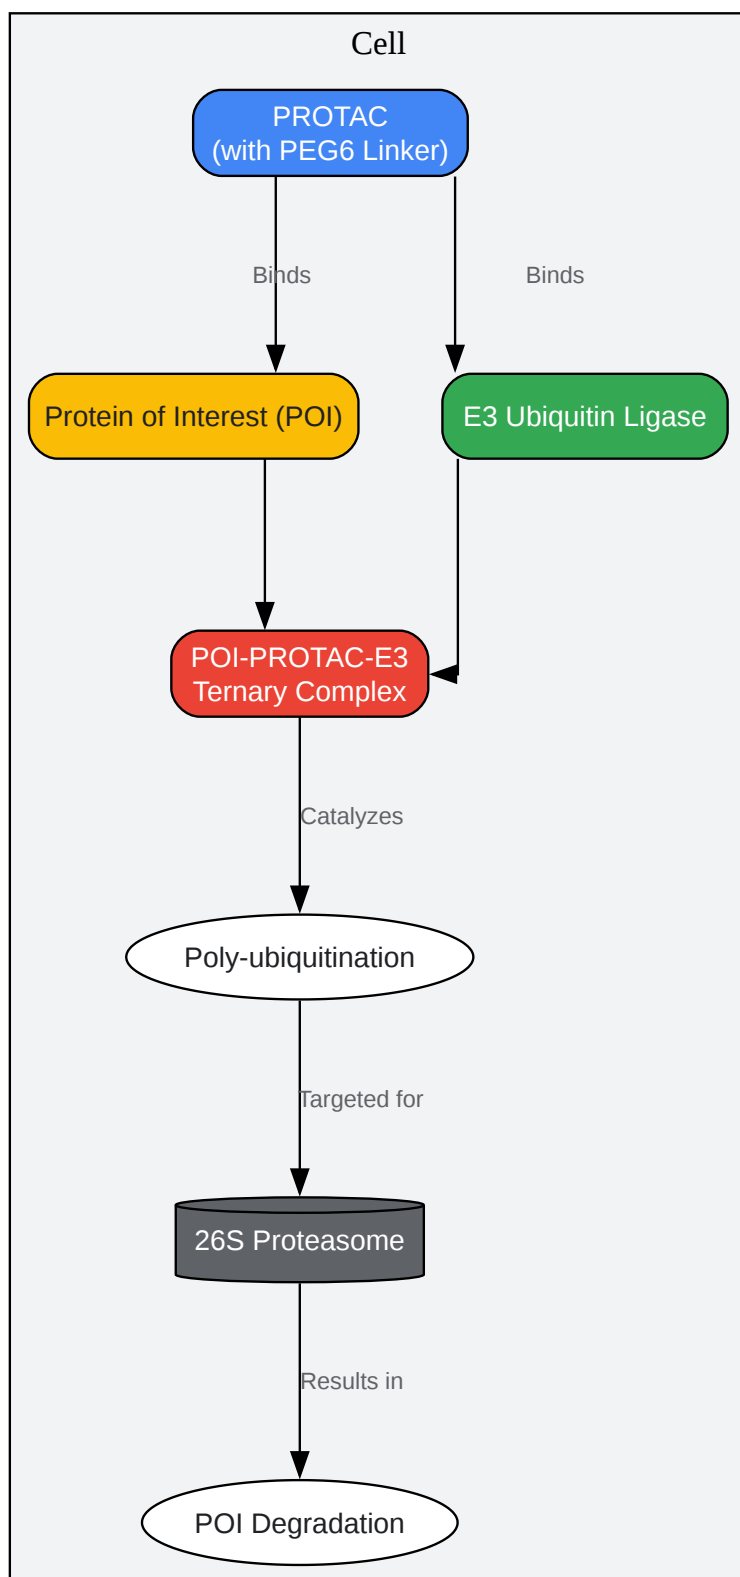 Cell
PROTAC
(with PEG6 Linker)
Binds
Binds
Protein of Interest (POI)
E3 Ubiquitin Ligase
POI-PROTAC-E3
Ternary Complex
Catalyzes
Poly-ubiquitination
Targeted for
26S Proteasome
Results in
POI Degradation